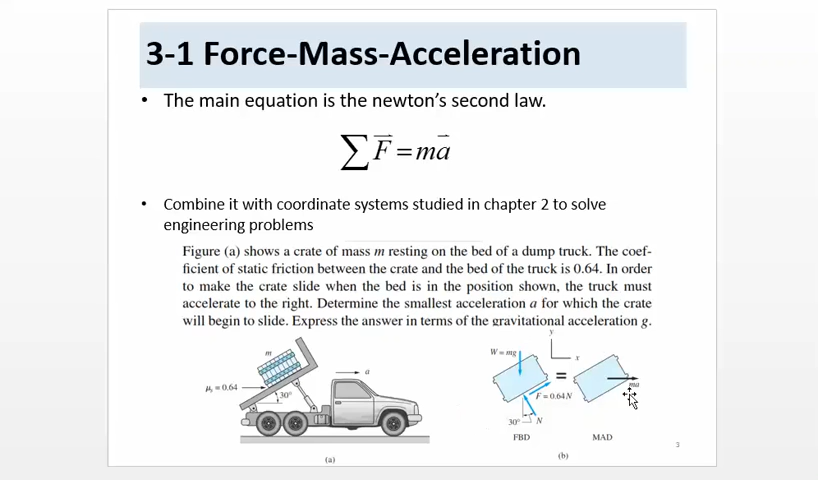 3-1 Force-Mass-Acceleration
• The main equation is the newton's second law.
∑F = ma
• Combine it with coordinate systems studied in chapter 2 to solve
engineering problems
Figure (a) shows a crate of mass m resting on the bed of a dump truck. The coef-
ficient of static friction between the crate and the bed of the truck is 0.64. In order
to make the crate slide when the bed is in the position shown, the truck must
accelerate to the right. Determine the smallest acceleration a for which the crate
will begin to slide. Express the answer in terms of the gravitational acceleration g.
m
a
μs = 0.64
30°
(a)
y
x
W = mg
=
ma
F = 0.64N
30°
N
FBD
MAD
(b)
3